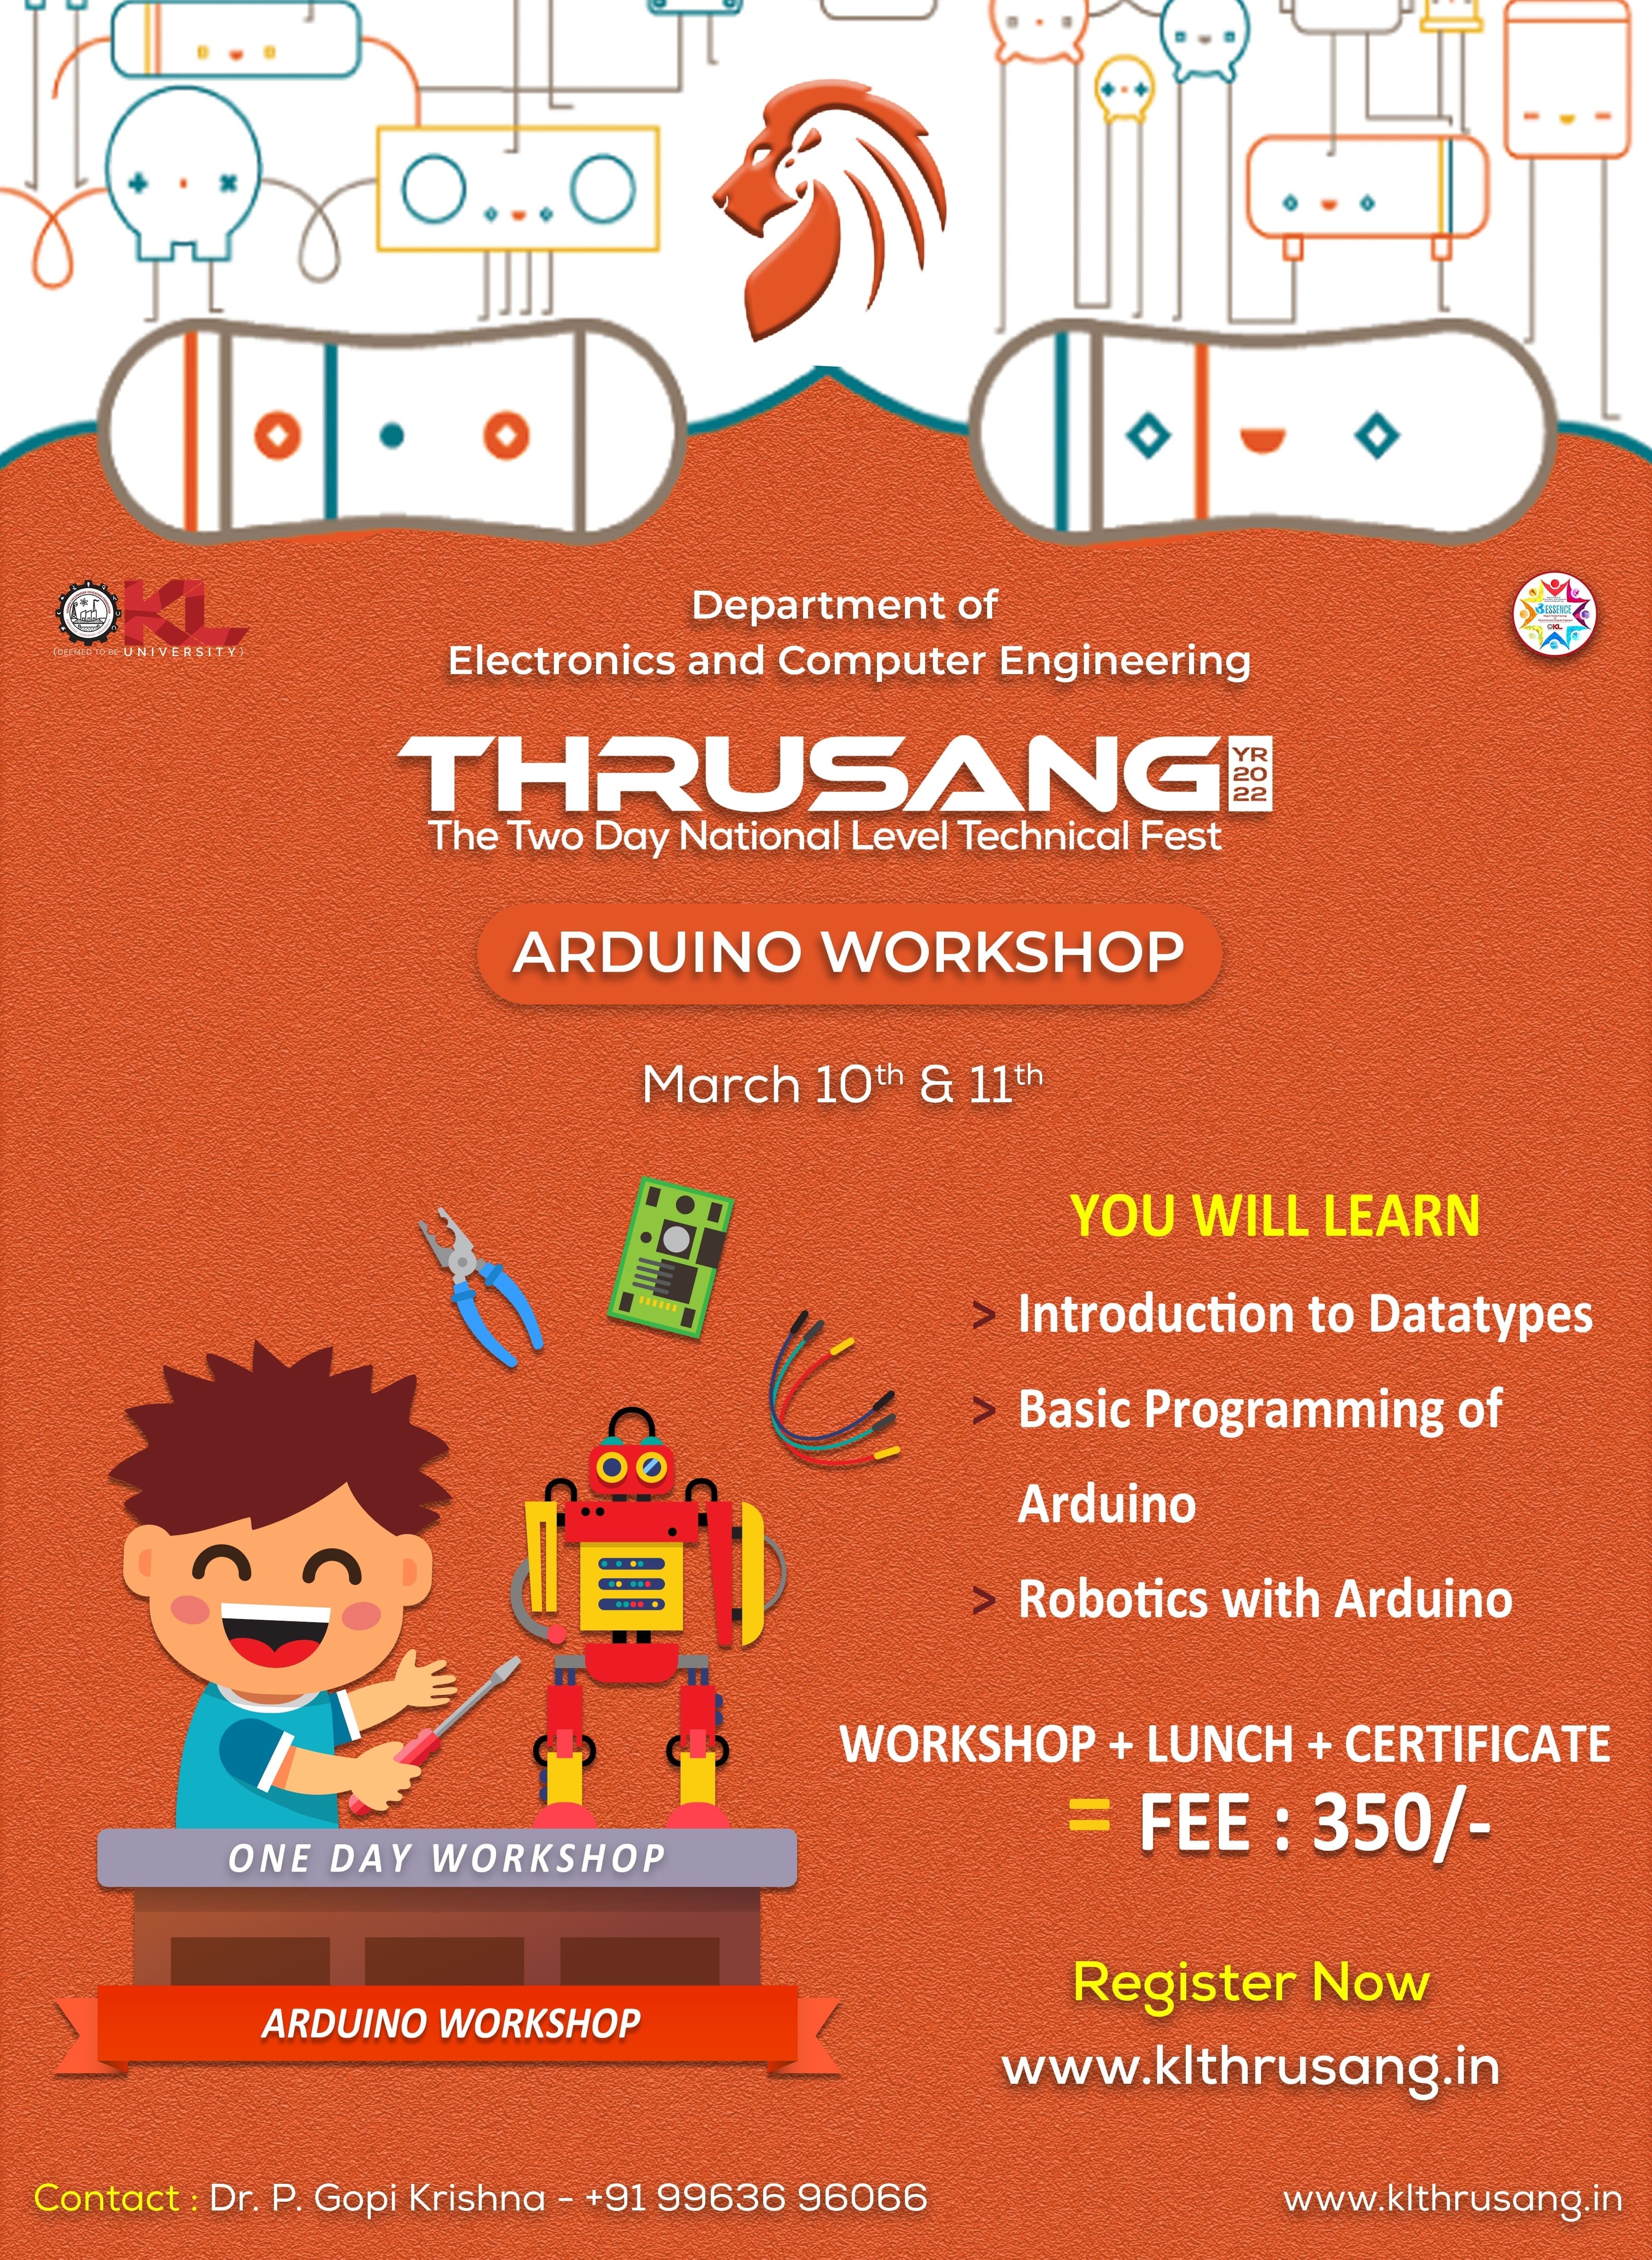 KL
(DEEMED TO BE UNIVERSITY)
ESSENCE
Department of
Electronics and Computer Engineering
THRUSANG YR
20
22
The Two Day National Level Technical Fest
ARDUINO WORKSHOP
March 10th & 11th
YOU WILL LEARN
> Introduction to Datatypes
> Basic Programming of
Arduino
> Robotics with Arduino
WORKSHOP + LUNCH + CERTIFICATE
= FEE : 350/-
ONE DAY WORKSHOP
ARDUINO WORKSHOP
Register Now
www.klthrusang.in
Contact : Dr. P. Gopi Krishna - +91 99636 96066
www.klthrusang.in